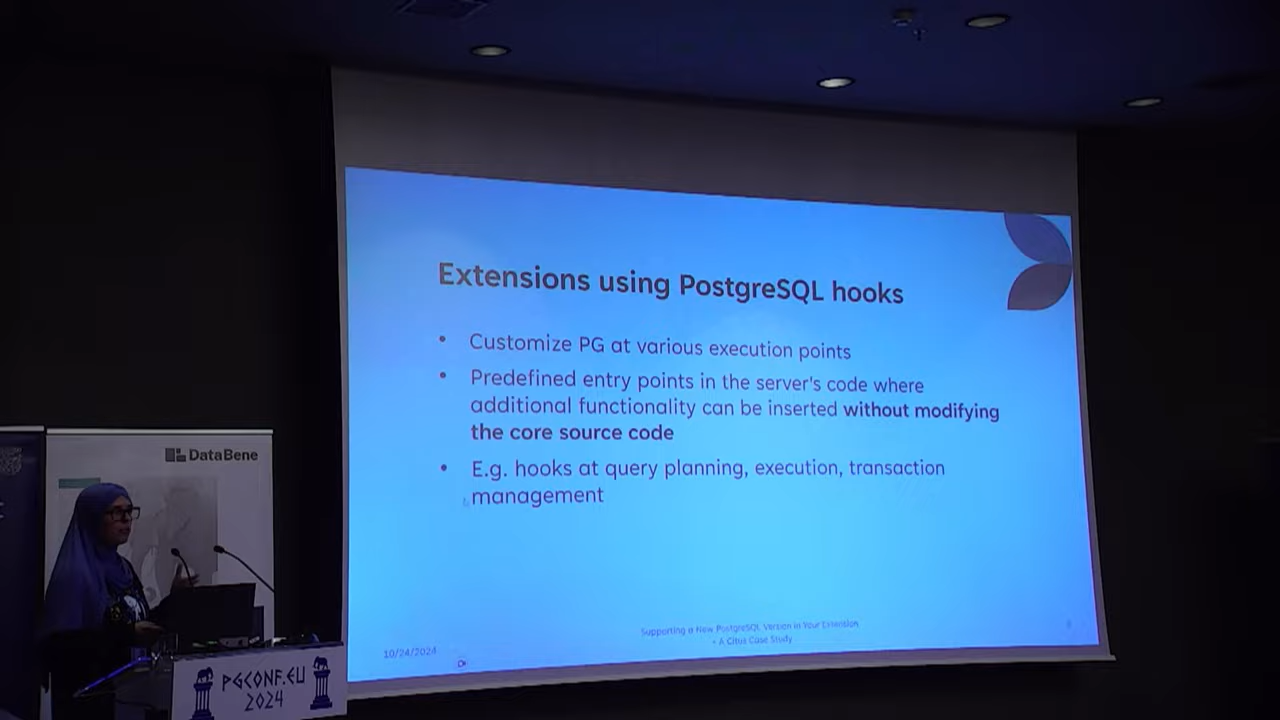 Extensions using PostgreSQL hooks
• Customize PG at various execution points
• Predefined entry points in the server's code where
additional functionality can be inserted without modifying
the core source code
• E.g. hooks at query planning, execution, transaction
management
Supporting a New PostgreSQL Version in Your Extension
- A Citus Case Study
10/24/2024
DataBene
PGCONF.EU
2024